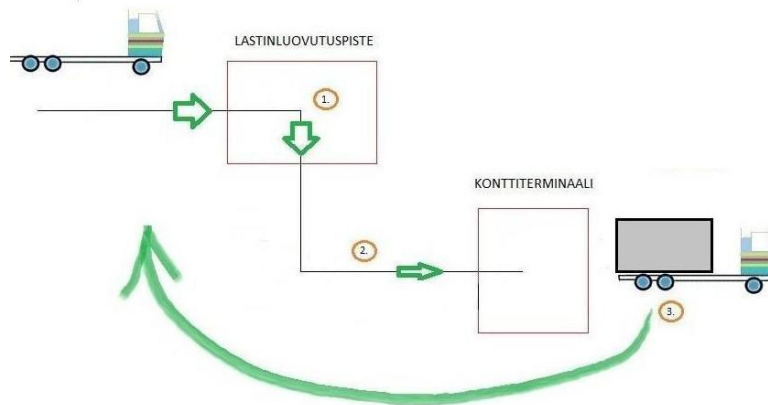 LASTINLUOVUTUSPISTE
1.
KONTTITERMINAALI
2.
3.